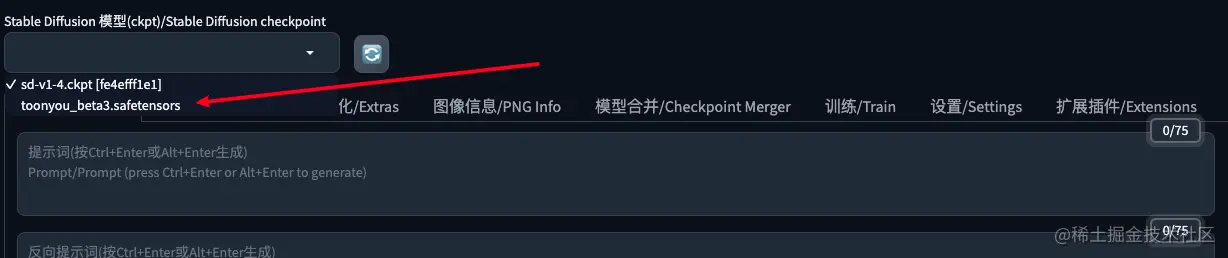 Stable Diffusion 模型(ckpt)/Stable Diffusion checkpoint
✓ sd-v1-4.ckpt [fe4efff1e1]
toonyou_beta3.safetensors
化/Extras 图像信息/PNG Info 模型合并/Checkpoint Merger 训练/Train 设置/Settings 扩展插件/Extensions
0/75
提示词(按Ctrl+Enter或Alt+Enter生成)
Prompt/Prompt (press Ctrl+Enter or Alt+Enter to generate)
0/75
@稀土掘金技术社区
反向提示词(按Ctrl+Enter或Alt+Enter生成)